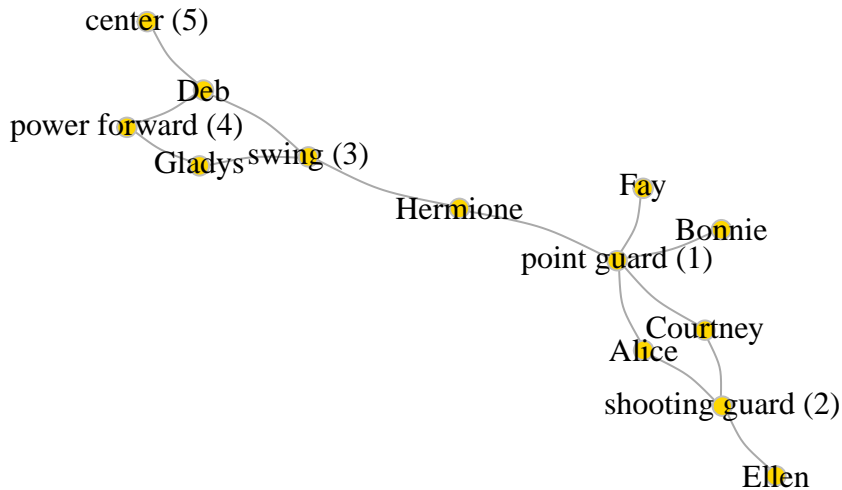 center (5)
Deb
power forward (4)
Gladys
swing (3)
Hermione
Fay
Bonnie
point guard (1)
Courtney
Alice
shooting guard (2)
Ellen